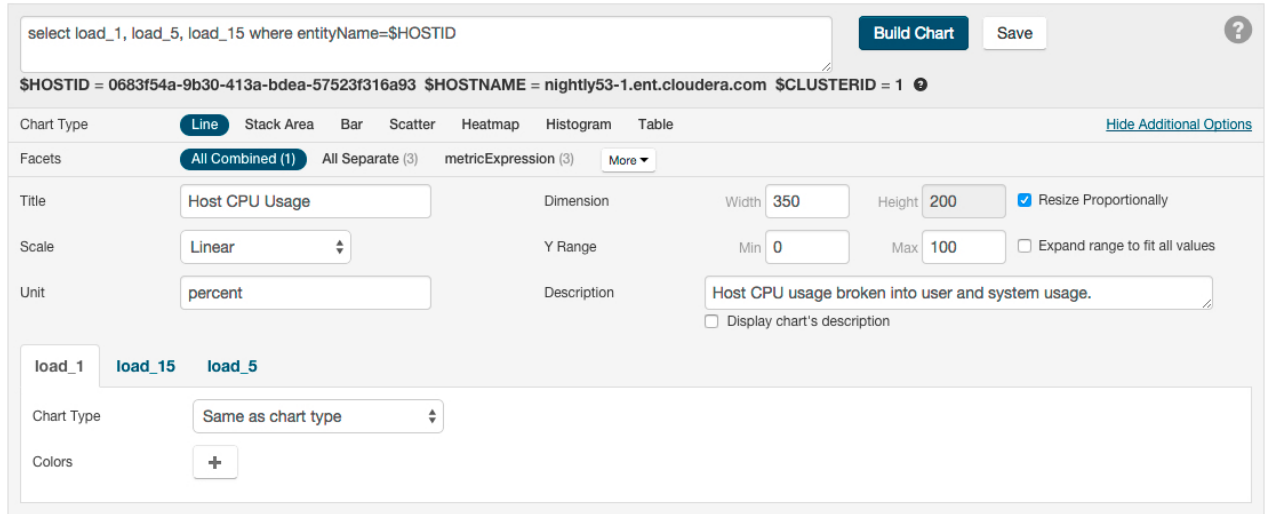 select load_1, load_5, load_15 where entityName=$HOSTID
Build Chart
Save
?
$HOSTID = 0683f54a-9b30-413a-bdea-57523f316a93 $HOSTNAME = nightly53-1.ent.cloudera.com $CLUSTERID = 1 ?
Chart Type Line Stack Area Bar Scatter Heatmap Histogram Table Hide Additional Options
Facets All Combined (1) All Separate (3) metricExpression (3) More
Title Host CPU Usage Dimension Width 350 Height 200 Resize Proportionally
Scale Linear Y Range Min 0 Max 100 Expand range to fit all values
Unit percent Description Host CPU usage broken into user and system usage.
Display chart's description
load_1 load_15 load_5
Chart Type Same as chart type
Colors +